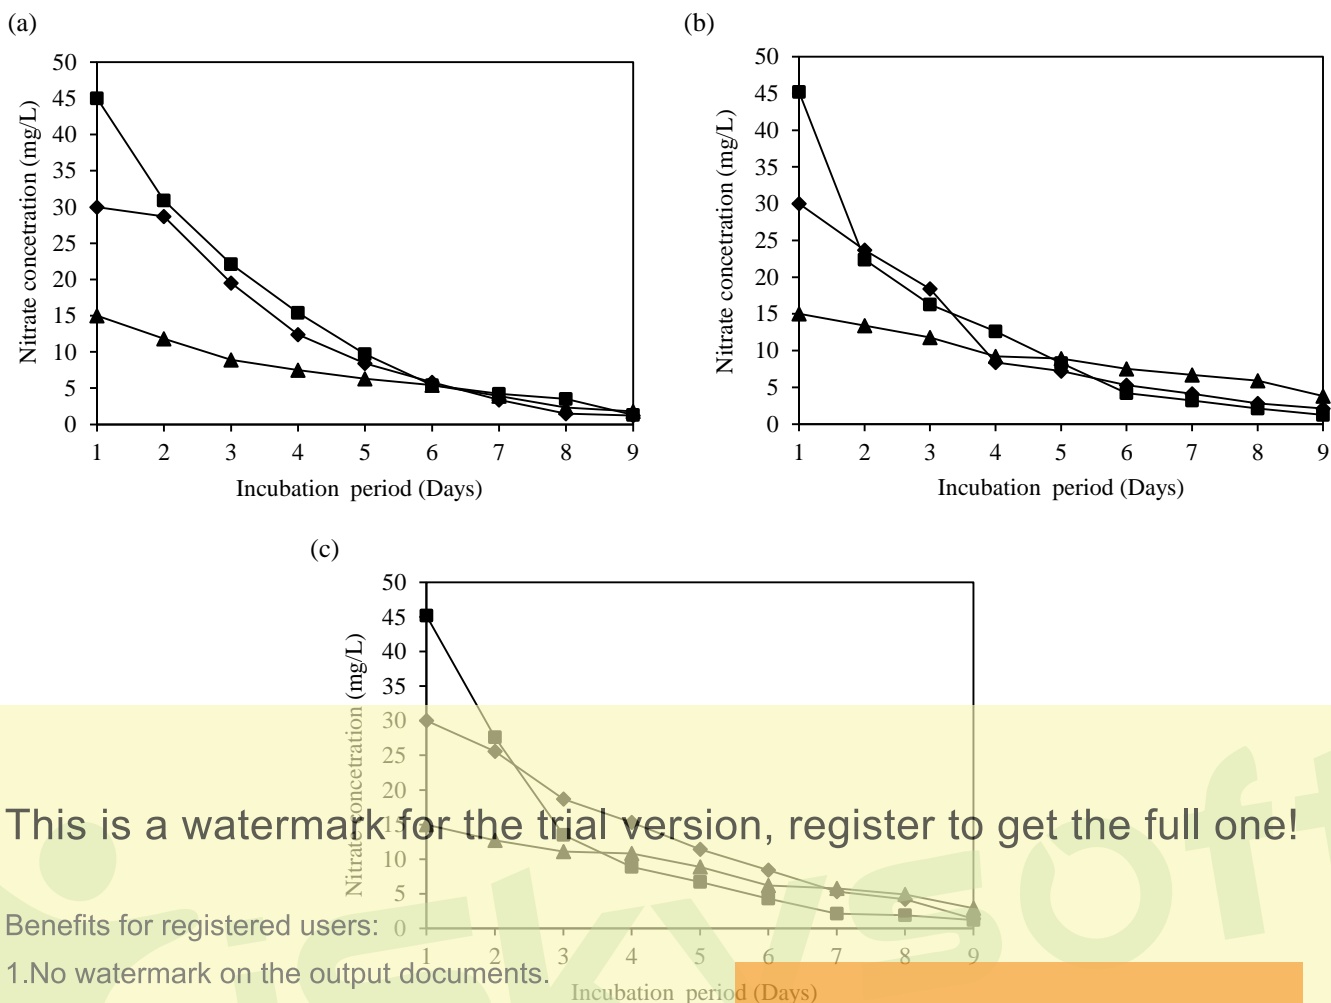 (a)
Nitrate concetration (mg/L)
50
45
40
35
30
25
20
15
10
5
0
1 2 3 4 5 6 7 8 9
Incubation period (Days)
(b)
Nitrate concetration (mg/L)
50
45
40
35
30
25
20
15
10
5
0
1 2 3 4 5 6 7 8 9
Incubation period (Days)
(c)
Nitrate concetration (mg/L)
50
45
40
35
30
25
20
15
10
5
0
1 2 3 4 5 6 7 8 9
Incubation period (Days)
This is a watermark for the trial version, register to get the full one!
Benefits for registered users:
1.No watermark on the output documents.